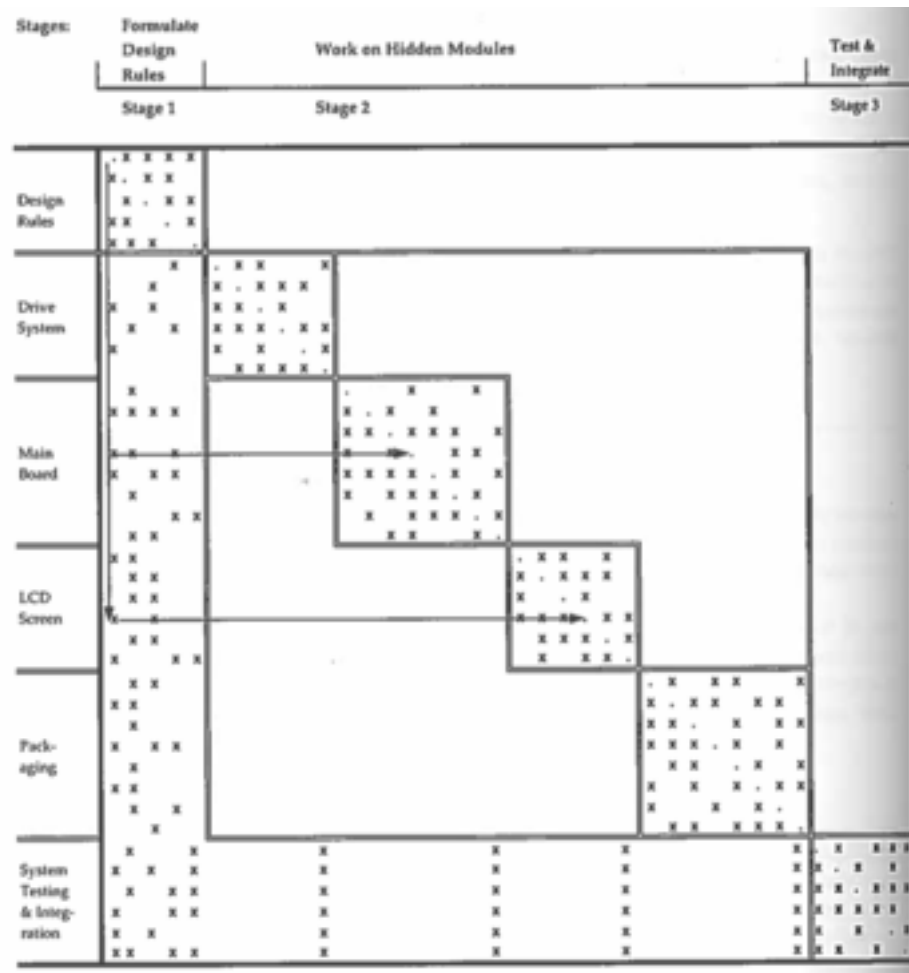 Stages: Formulate
Design
Rules
Work on Hidden Modules
Test &
Integrate
Stage 1
Stage 2
Stage 3
Design
Rules
Drive
System
Main
Board
LCD
Screen
Pack-
aging
System
Testing
& Integ-
ration